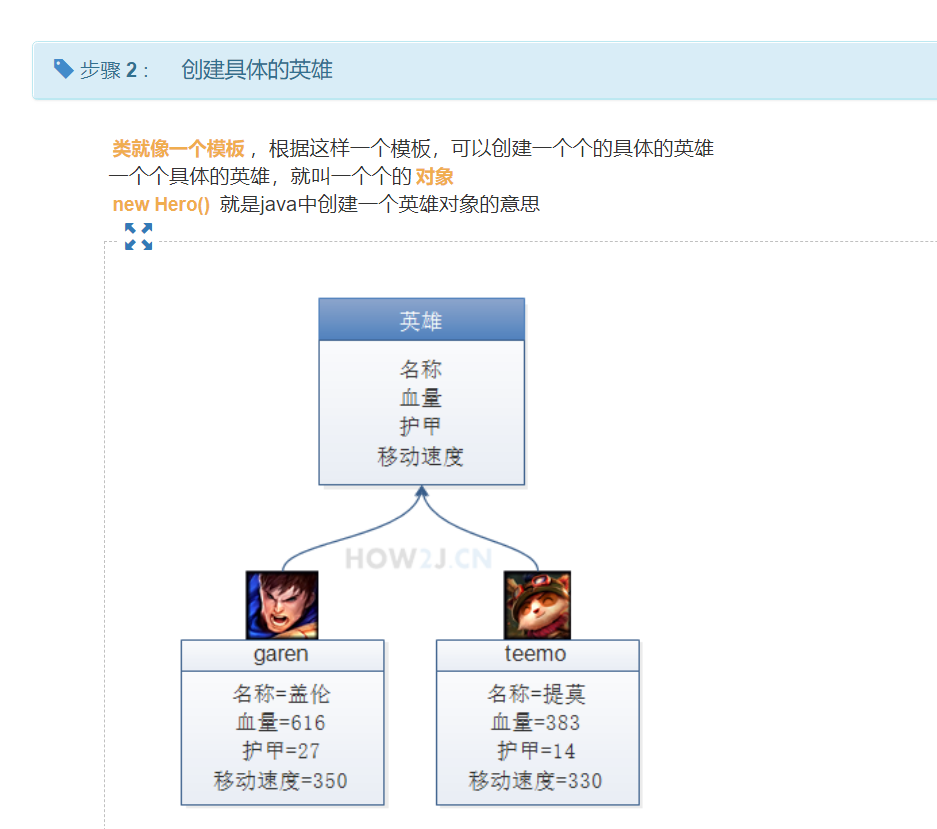 步骤 2 : 创建具体的英雄
类就像一个模板 ，根据这样一个模板，可以创建一个个的具体的英雄
一个个具体的英雄，就叫一个个的 对象
new Hero() 就是java中创建一个英雄对象的意思
英雄
名称
血量
护甲
移动速度
HOW2J.CN
garen
名称=盖伦
血量=616
护甲=27
移动速度=350
teemo
名称=提莫
血量=383
护甲=14
移动速度=330